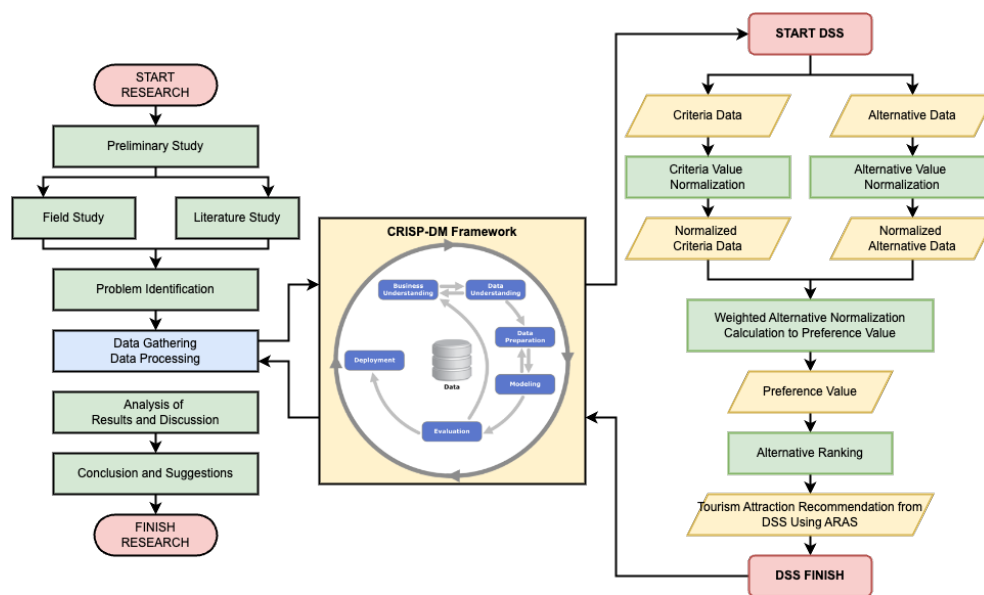 START
RESEARCH
Preliminary Study
Field Study
Literature Study
Problem Identification
Data Gathering
Data Processing
Analysis of
Results and Discussion
Conclusion and Suggestions
FINISH
RESEARCH
CRISP-DM Framework
Business
Understanding
Data
Understanding
Data
Preparation
Modeling
Evaluation
Deployment
Data
START DSS
Criteria Data
Alternative Data
Criteria Value
Normalization
Alternative Value
Normalization
Normalized
Criteria Data
Normalized
Alternative Data
Weighted Alternative Normalization
Calculation to Preference Value
Preference Value
Alternative Ranking
Tourism Attraction Recommendation from
DSS Using ARAS
DSS FINISH